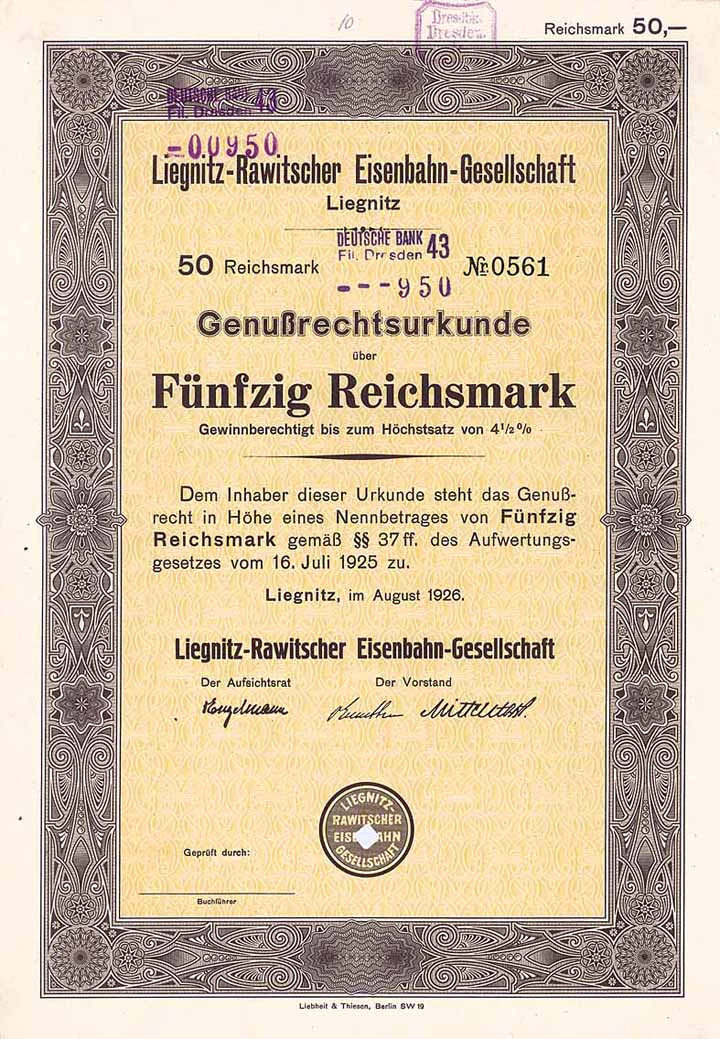 10
Dresden
Reichsmark 50,—
DEUTSCHE BANK 43
Fil. Dresden
-00950
Liegnitz-Rawitscher Eisenbahn-Gesellschaft
Liegnitz
DEUTSCHE BANK 43
Fil. Dresden
---950
50 Reichsmark
Nr. 0561
Genußrechtsurkunde
über
Fünfzig Reichsmark
Gewinnberechtigt bis zum Höchstsatz von 4 1/2 %
Dem Inhaber dieser Urkunde steht das Genuß-
recht in Höhe eines Nennbetrages von Fünfzig
Reichsmark gemäß §§ 37 ff. des Aufwertungs-
gesetzes vom 16. Juli 1925 zu.
Liegnitz, im August 1926.
Liegnitz-Rawitscher Eisenbahn-Gesellschaft
Der Aufsichtsrat Der Vorstand
LIEGNITZ-
RAWITSCHER
GESELLSCHAFT
Geprüft durch:
Buchführer
Liebheit & Thiesen, Berlin SW 19